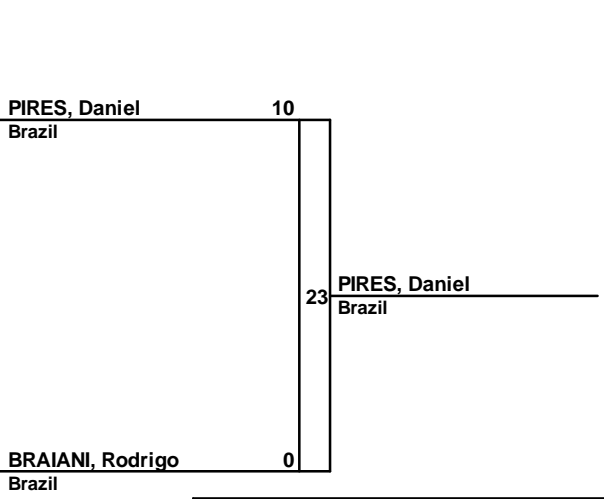 PIRES, Daniel 10
Brazil
23
PIRES, Daniel
Brazil
BRAIANI, Rodrigo 0
Brazil